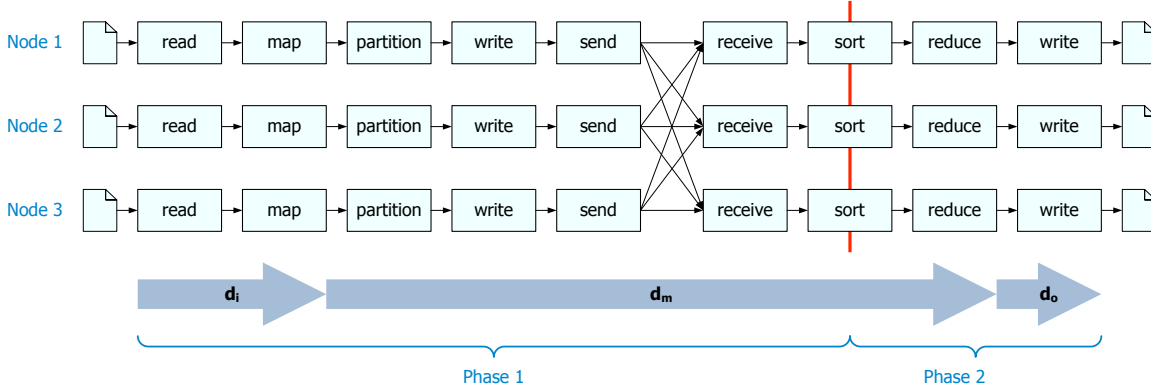 Node 1 read map partition write send receive sort reduce write
Node 2 read map partition write send receive sort reduce write
Node 3 read map partition write send receive sort reduce write
di dm do
Phase 1 Phase 2